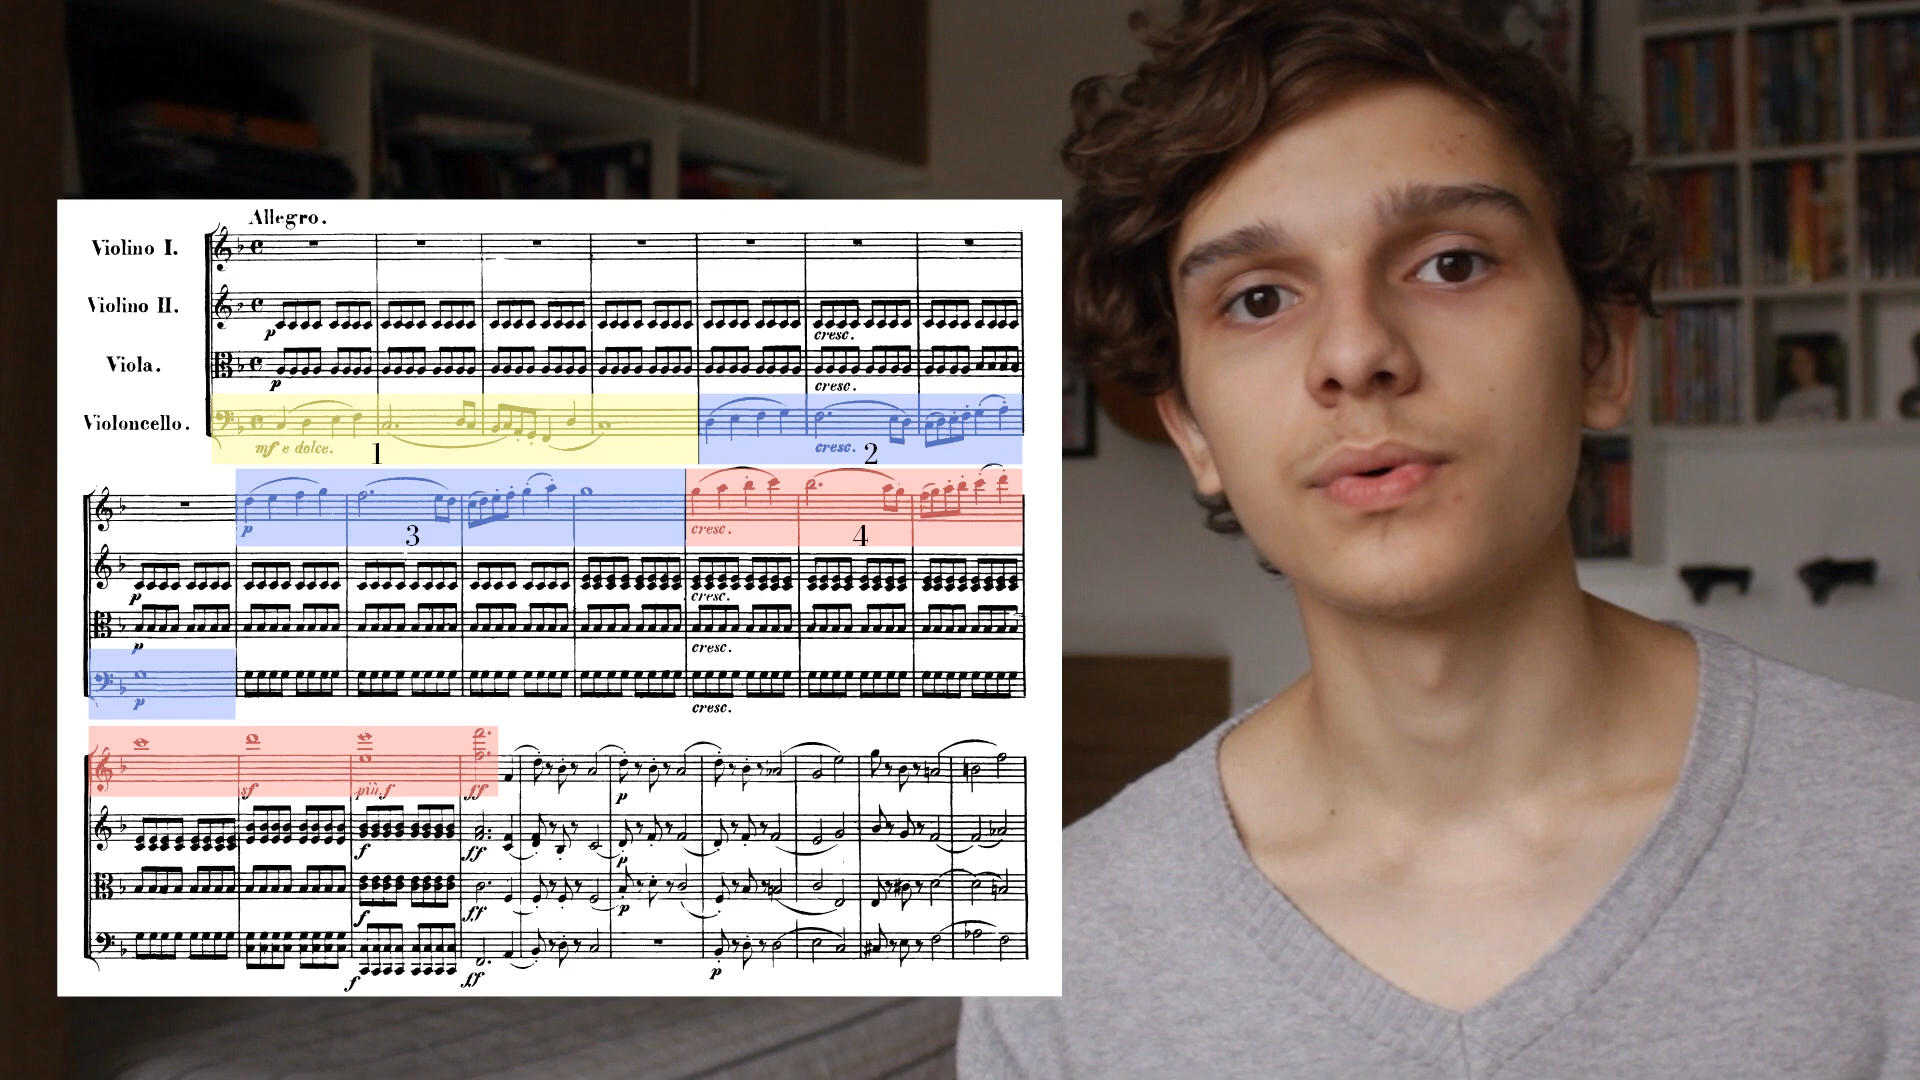 Allegro.
Violino I.
Violino II.
p
cresc.
Viola.
p
cresc.
Violoncello.
mf e dolce.
cresc.
1
2
p
cresc.
3
4
p
cresc.
p
cresc.
p
cresc.
sf
più f
ff
p
f
ff
p
f
ff
p
f
ff
p